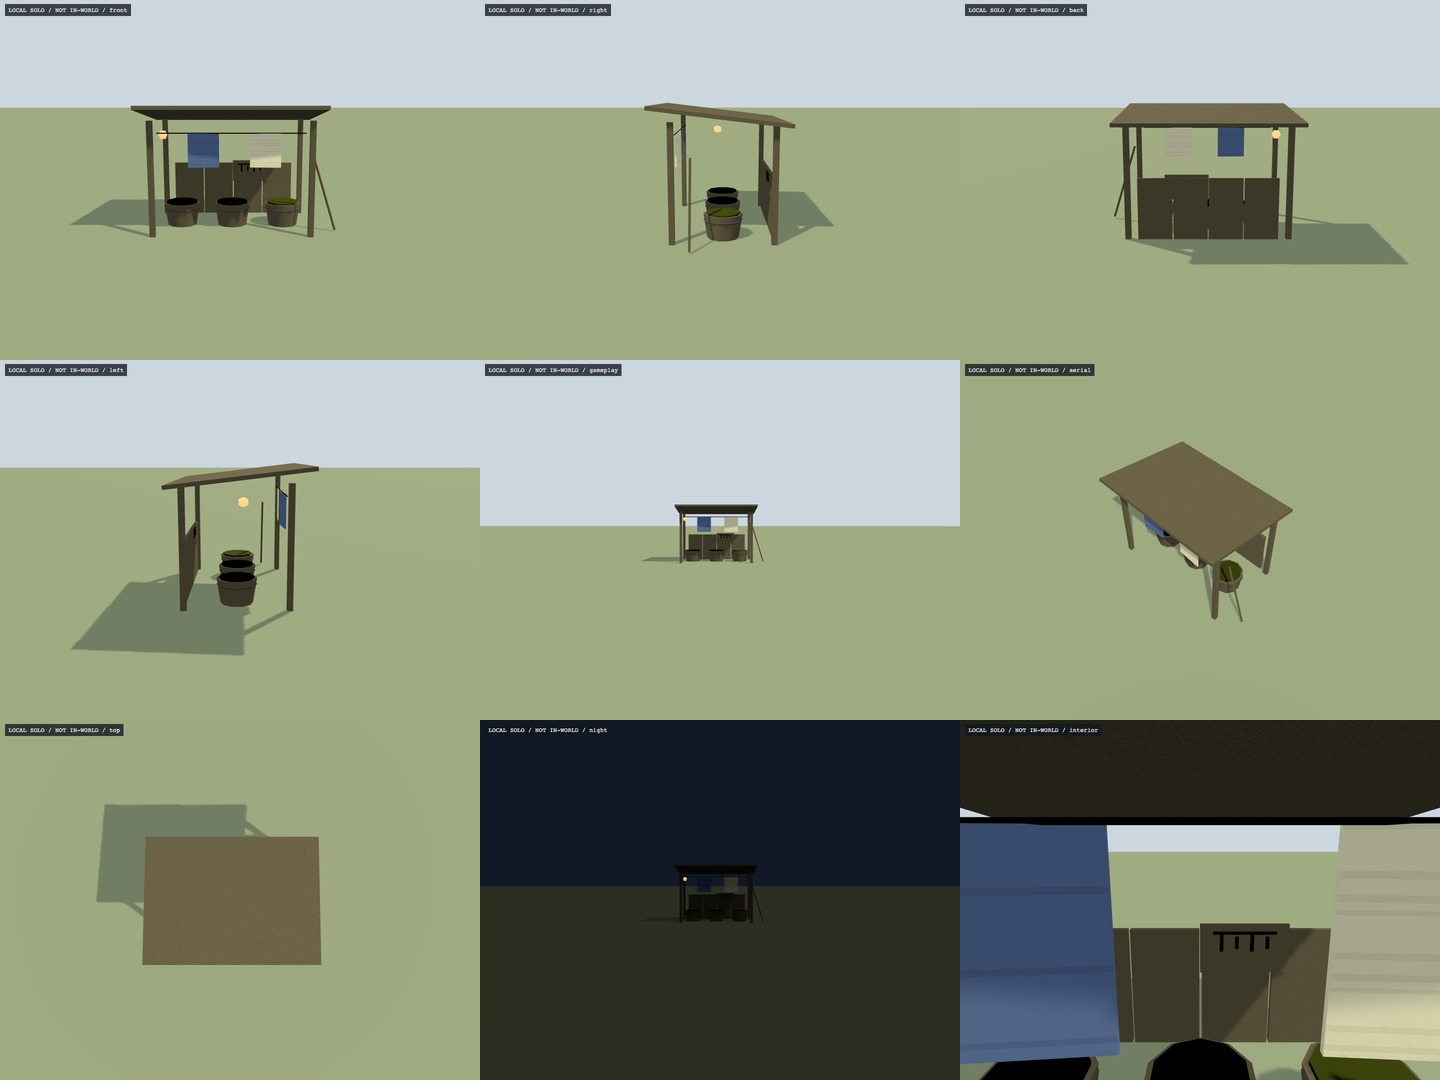 LOCAL SOLO / NOT IN-WORLD / front
LOCAL SOLO / NOT IN-WORLD / right
LOCAL SOLO / NOT IN-WORLD / back
LOCAL SOLO / NOT IN-WORLD / left
LOCAL SOLO / NOT IN-WORLD / gameplay
LOCAL SOLO / NOT IN-WORLD / aerial
LOCAL SOLO / NOT IN-WORLD / top
LOCAL SOLO / NOT IN-WORLD / night
LOCAL SOLO / NOT IN-WORLD / interior